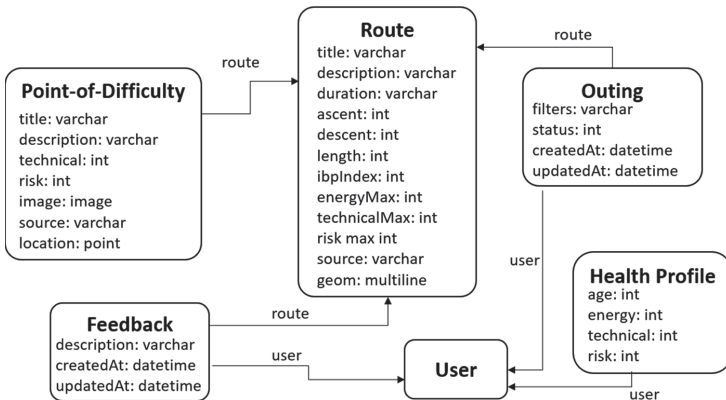 Route
title: varchar
description: varchar
duration: varchar
ascent: int
descent: int
length: int
ibpIndex: int
energyMax: int
technicalMax: int
risk max int
source: varchar
geom: multiline
route
route
Point-of-Difficulty
title: varchar
description: varchar
technical: int
risk: int
image: image
source: varchar
location: point
Outing
filters: varchar
status: int
createdAt: datetime
updatedAt: datetime
user
Health Profile
age: int
energy: int
technical: int
risk: int
user
Feedback
description: varchar
createdAt: datetime
updatedAt: datetime
route
user
User